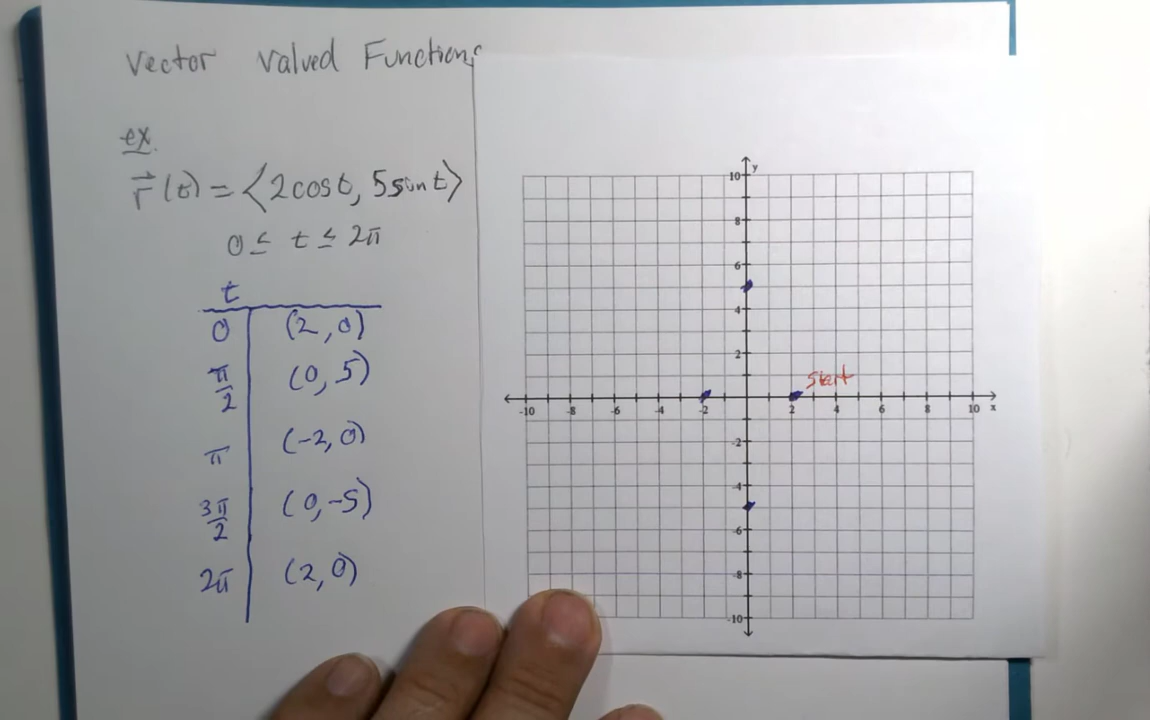 Vector Valued Functions
ex.
r⃗(t) = ⟨2cost, 5sint⟩
0 ≤ t ≤ 2π
t
0 (2, 0)
π/2 (0, 5)
π (-2, 0)
3π/2 (0, -5)
2π (2, 0)
y
10
8
6
4
2
start
-10 -8 -6 -4 -2 2 4 6 8 10 x
-2
-4
-6
-8
-10